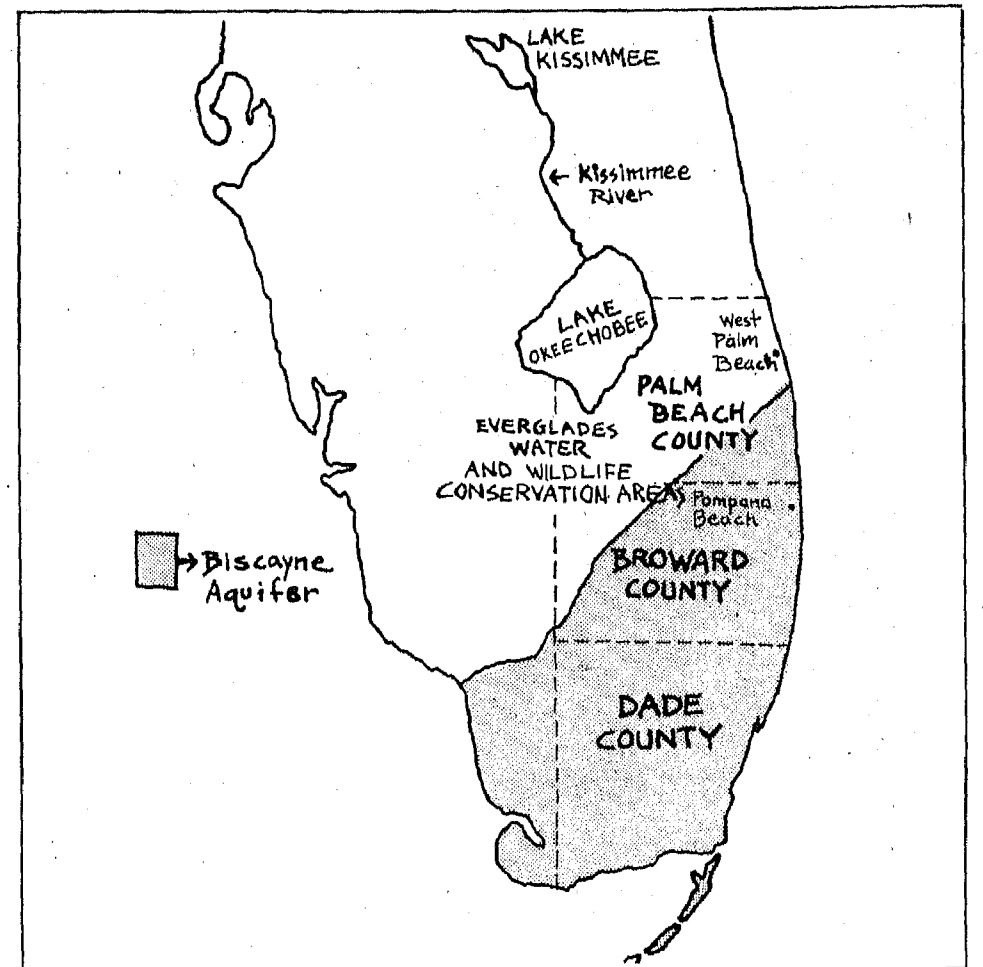 LAKE
KISSIMMEE
Kissimmee
River
LAKE
OKEECHOBEE
West
Palm
Beach
PALM
BEACH
COUNTY
EVERGLADES
WATER
AND WILDLIFE
CONSERVATION AREAS
Pompano
Beach
Biscayne
Aquifer
BROWARD
COUNTY
DADE
COUNTY